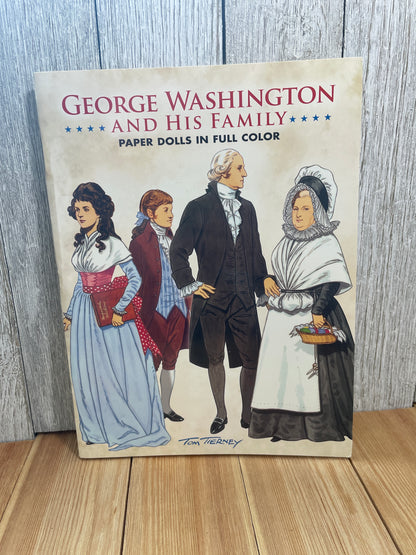 GEORGE WASHINGTON
AND HIS FAMILY
PAPER DOLLS IN FULL COLOR
TOM TIERNEY